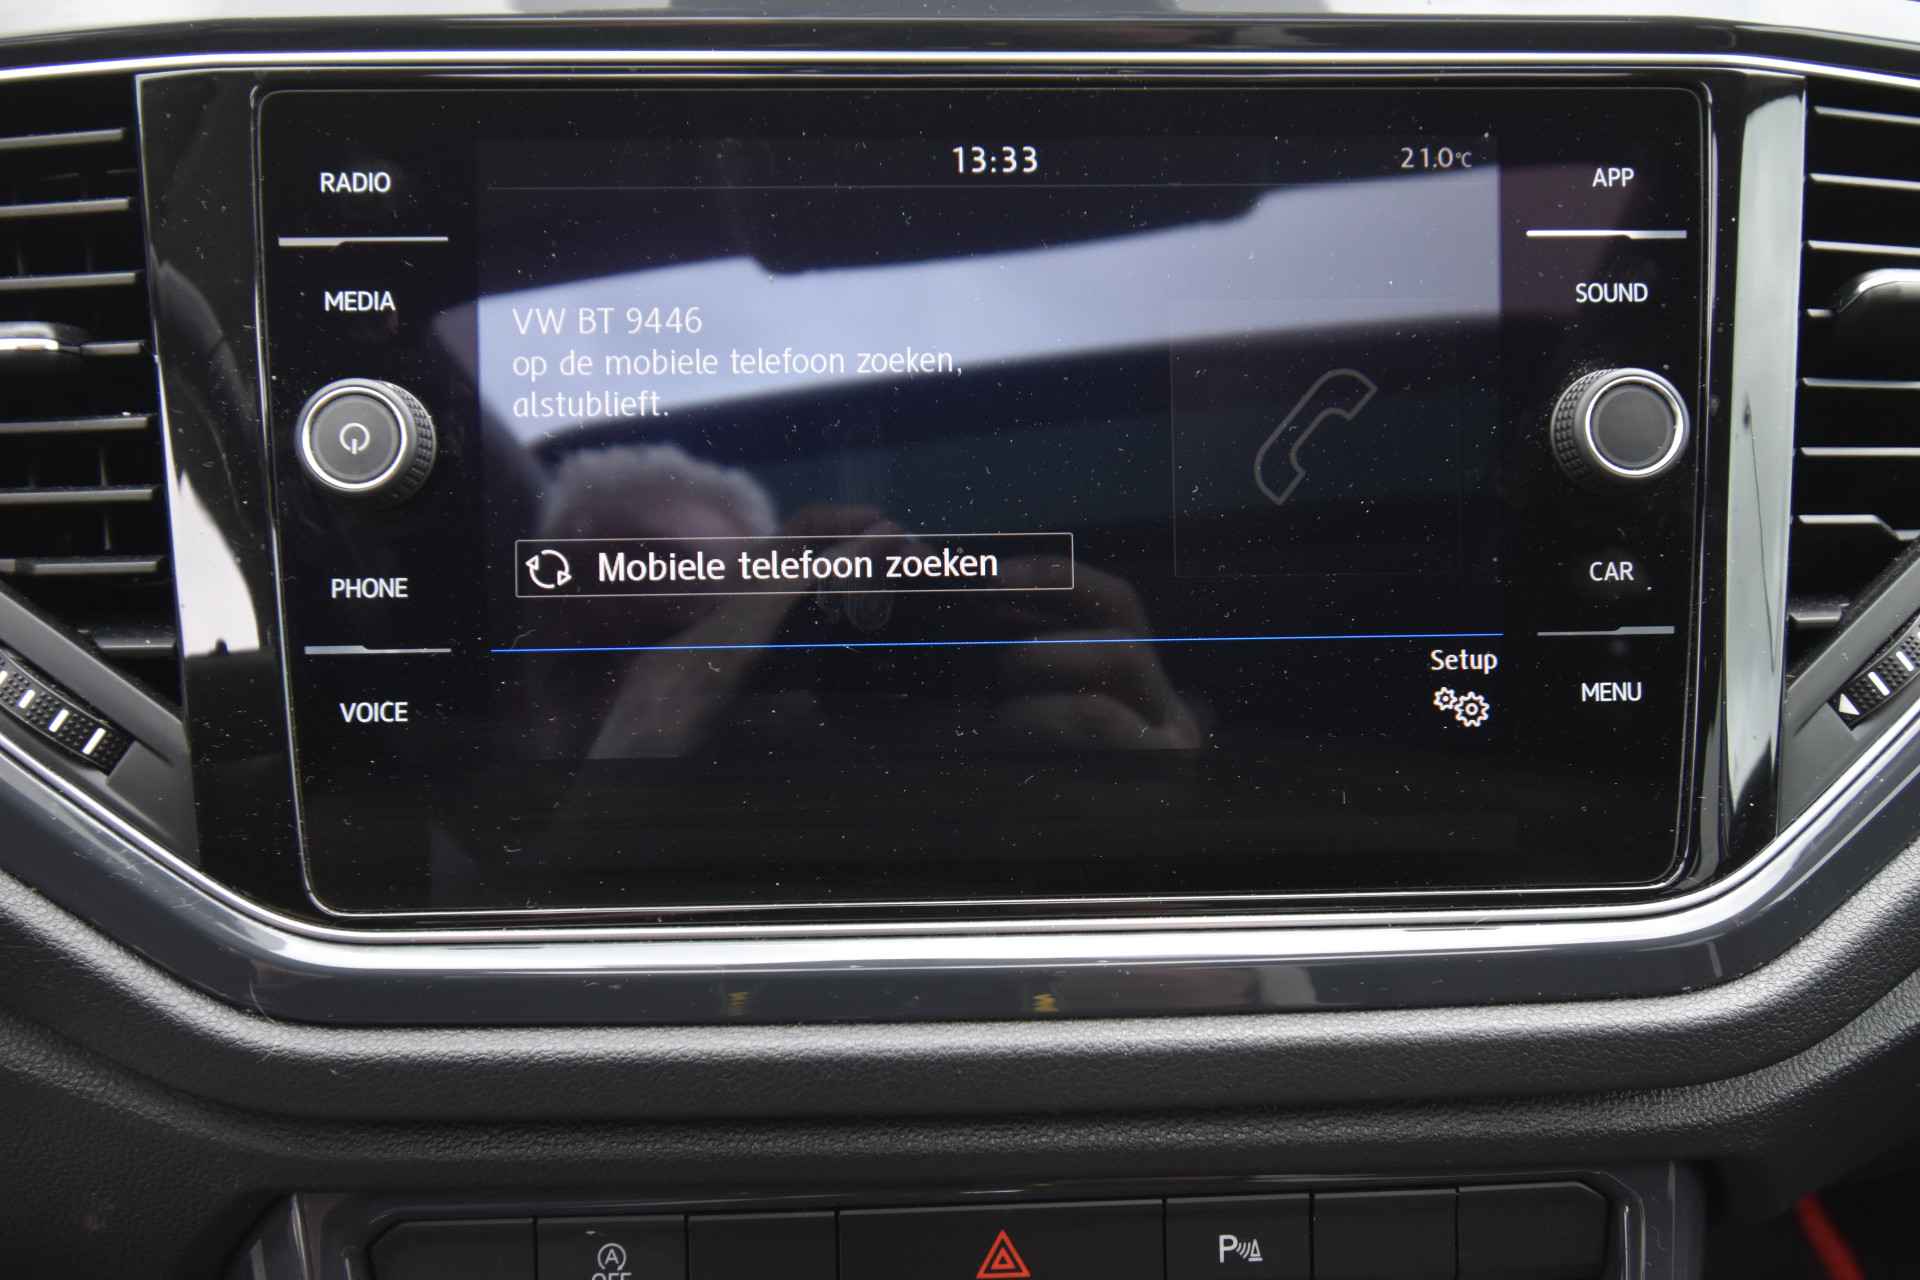 13:33
21.0°C
RADIO
MEDIA
PHONE
VOICE
VW BT 9446
op de mobiele telefoon zoeken,
alstublieft.
Mobiele telefoon zoeken
Setup
APP
SOUND
CAR
MENU
A
OFF
P